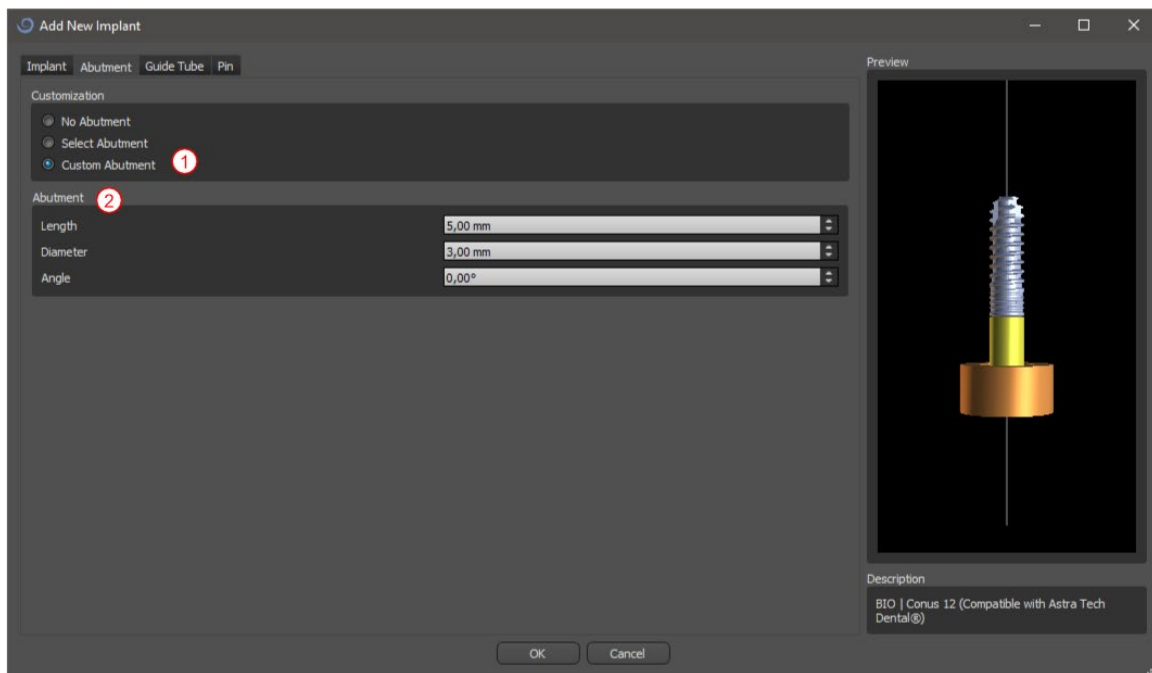 Add New Implant
Implant Abutment Guide Tube Pin
Customization
No Abutment
Select Abutment
Custom Abutment 1
Abutment 2
Length 5,00 mm
Diameter 3,00 mm
Angle 0,00°
Preview
Description
BIO | Conus 12 (Compatible with Astra Tech
Dental®)
OK Cancel